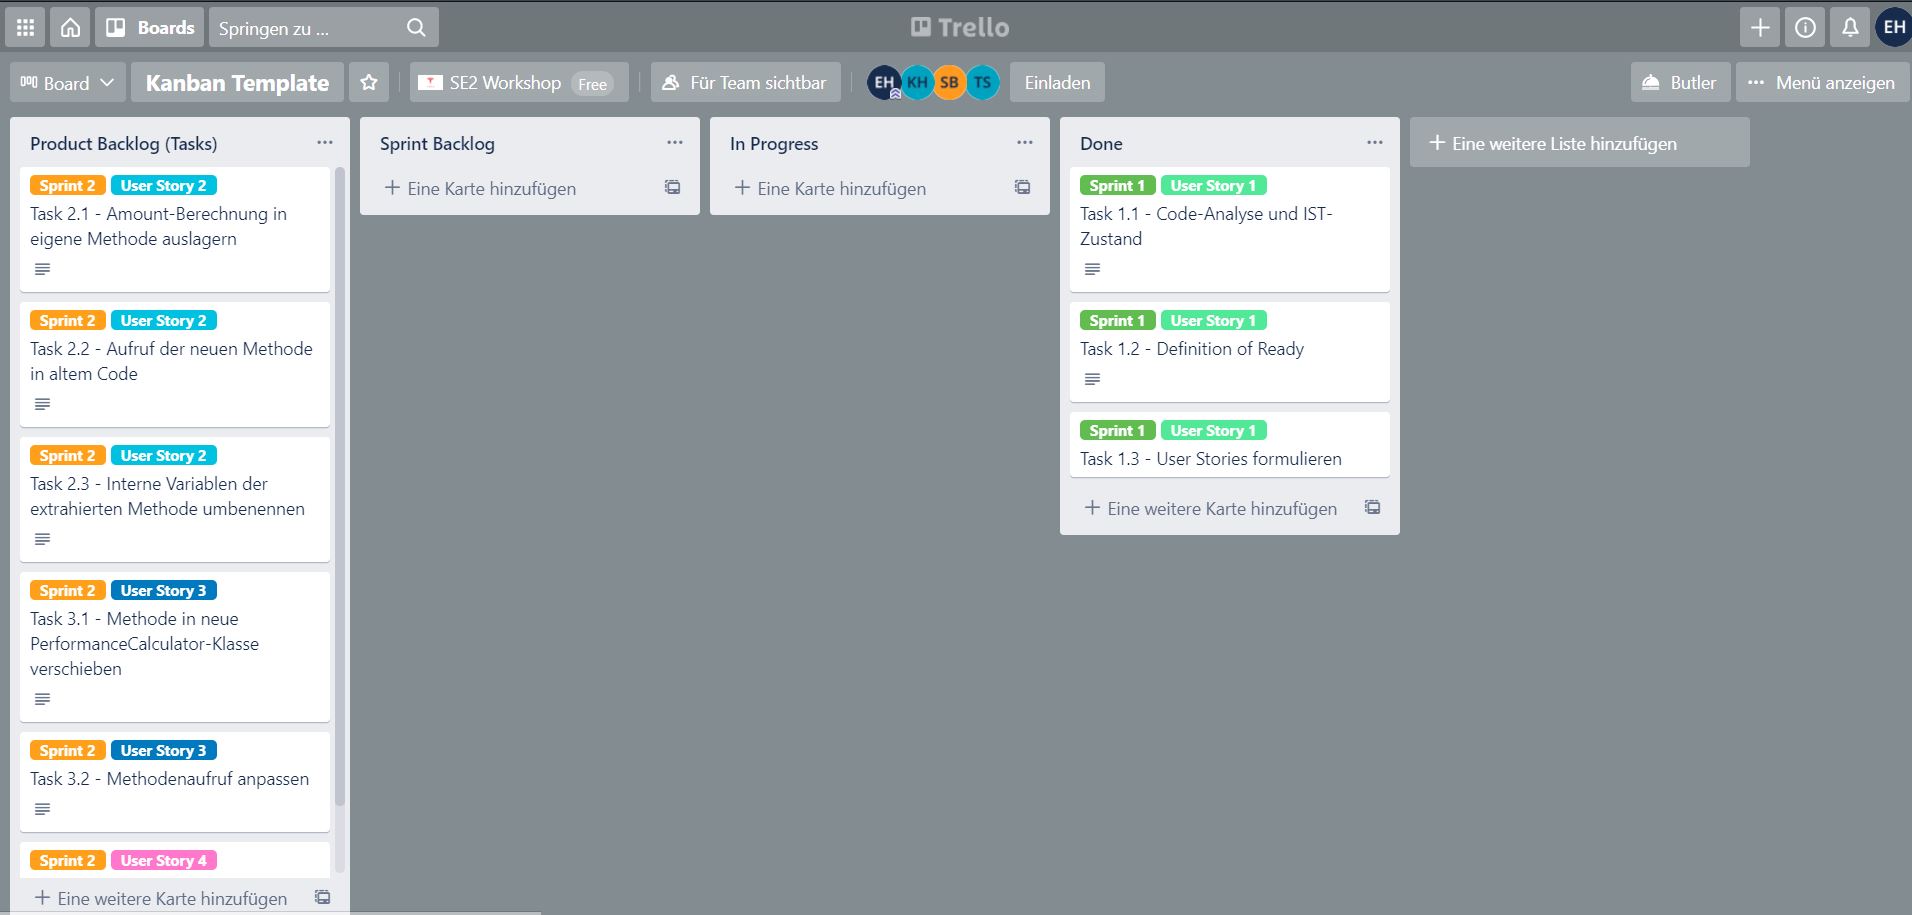 Boards
Springen zu ...
Trello
EH
Board
Kanban Template
SE2 Workshop
Free
Für Team sichtbar
EH
KH
SB
TS
Einladen
Butler
Menü anzeigen
Product Backlog (Tasks)
Sprint 2 User Story 2
Task 2.1 - Amount-Berechnung in
eigene Methode auslagern
Sprint 2 User Story 2
Task 2.2 - Aufruf der neuen Methode
in altem Code
Sprint 2 User Story 2
Task 2.3 - Interne Variablen der
extrahierten Methode umbenennen
Sprint 2 User Story 3
Task 3.1 - Methode in neue
PerformanceCalculator-Klasse
verschieben
Sprint 2 User Story 3
Task 3.2 - Methodenaufruf anpassen
Sprint 2 User Story 4
+ Eine weitere Karte hinzufügen
Sprint Backlog
+ Eine Karte hinzufügen
In Progress
+ Eine Karte hinzufügen
Done
Sprint 1 User Story 1
Task 1.1 - Code-Analyse und IST-
Zustand
Sprint 1 User Story 1
Task 1.2 - Definition of Ready
Sprint 1 User Story 1
Task 1.3 - User Stories formulieren
+ Eine weitere Karte hinzufügen
+ Eine weitere Liste hinzufügen